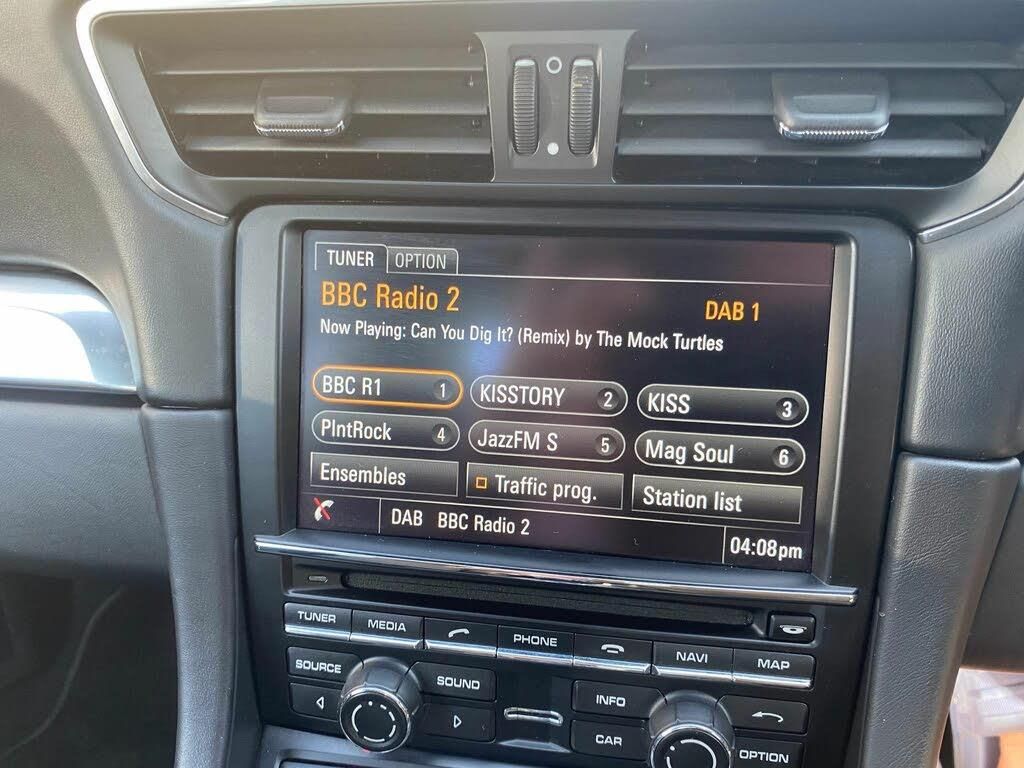 TUNER OPTION
BBC Radio 2 DAB 1
Now Playing: Can You Dig It? (Remix) by The Mock Turtles
BBC R1 1 KISSTORY 2 KISS 3
PlntRock 4 JazzFM S 5 Mag Soul 6
Ensembles Traffic prog. Station list
DAB BBC Radio 2 04:08pm
TUNER MEDIA PHONE NAVI MAP
SOURCE SOUND INFO
CAR OPTION